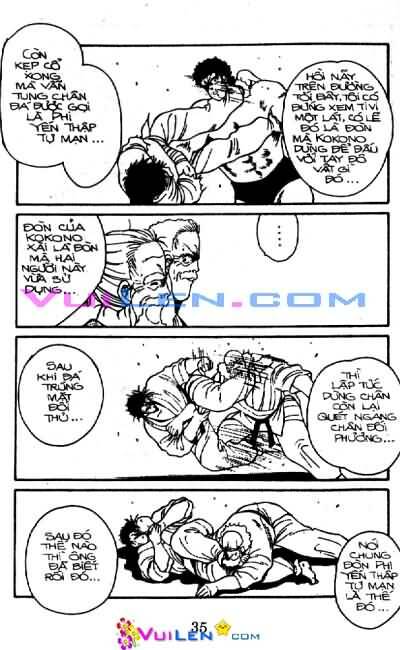 CÒN
KẸP CỔ
XONG
MÀ VẪN
TUNG CHÂN
ĐÁ ĐƯỢC GỌI
LÀ PHI
YẾN THẬP
TỰ MẠN...
HỒI NÃY
TRÊN ĐƯỜNG
TỚI ĐÂY, TÔI CÓ
ĐỨNG XEM TIVI
MỘT LÁT, CÓ LẼ
ĐÓ LÀ ĐÒN
MÀ KOKONO
DÙNG ĐỂ ĐẤU
VỚI TAY ĐÔ
VẬT GÌ
ĐÓ...
ĐÒN CỦA
KOKONO
XÀI LÀ ĐÒN
MÀ HAI
NGƯỜI NÀY
VỪA SỬ
DỤNG...
...
VUILEN.COM
SAU
KHI ĐÁ
TRÚNG
MẶT
ĐỐI
THỦ...
THÌ
LẬP TỨC
DÙNG CHÂN
CÒN LẠI
QUÉT NGANG
CHÂN ĐỐI
PHƯƠNG...
SAU ĐÓ
THẾ NÀO
THÌ ÔNG
ĐÃ BIẾT
RỒI ĐÓ...
NÓI
CHUNG
ĐÒN PHI
YẾN THẬP
TỰ MẠN
LÀ THẾ
ĐÓ...
35
VUILEN.COM